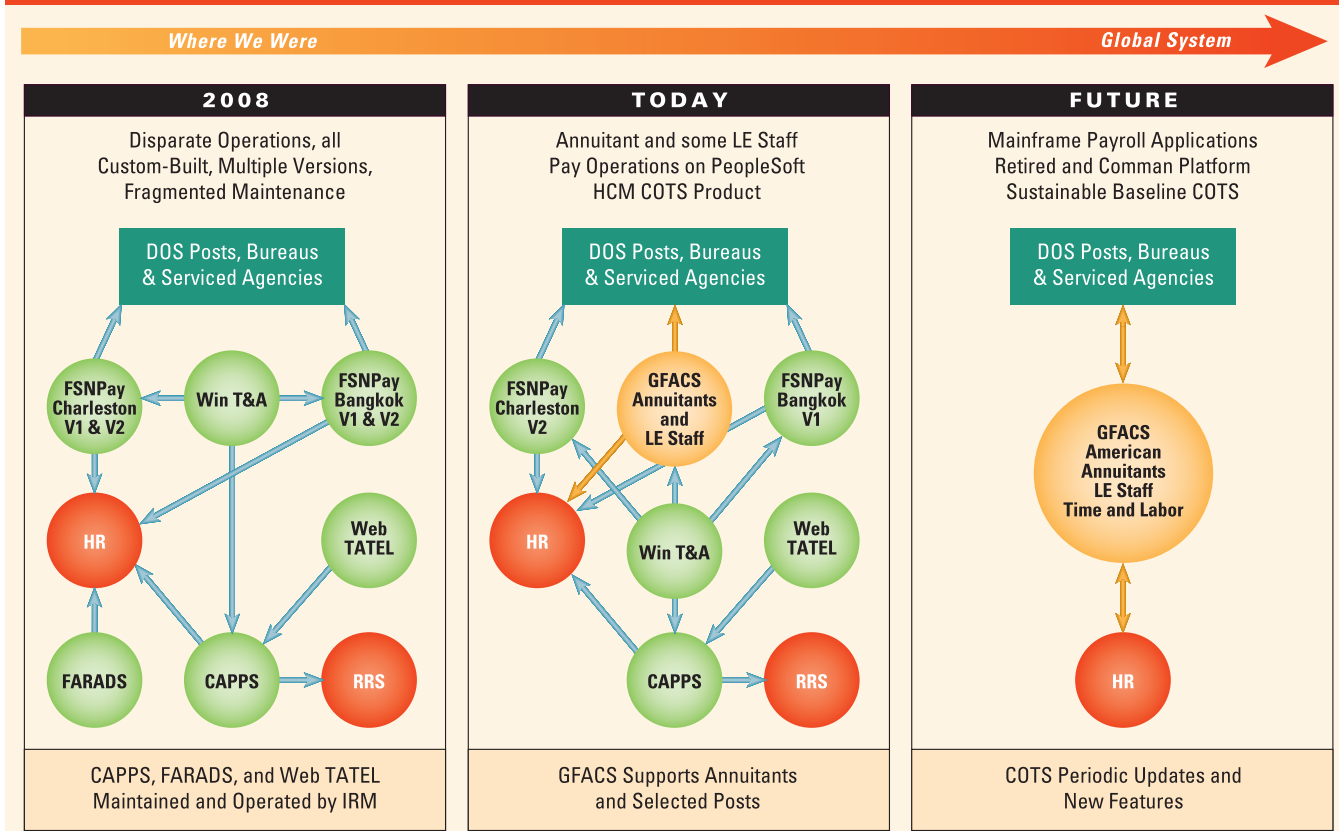 Where We Were
Global System
2008
Disparate Operations, all
Custom-Built, Multiple Versions,
Fragmented Maintenance
DOS Posts, Bureaus
& Serviced Agencies
FSNPay
Charleston
V1 & V2
Win T&A
FSNPay
Bangkok
V1 & V2
HR
Web
TATEL
FARADS
CAPPS
RRS
CAPPS, FARADS, and Web TATEL
Maintained and Operated by IRM
TODAY
Annuitant and some LE Staff
Pay Operations on PeopleSoft
HCM COTS Product
DOS Posts, Bureaus
& Serviced Agencies
FSNPay
Charleston
V2
GFACS
Annuitants
and
LE Staff
FSNPay
Bangkok
V1
HR
Win T&A
Web
TATEL
CAPPS
RRS
GFACS Supports Annuitants
and Selected Posts
FUTURE
Mainframe Payroll Applications
Retired and Comman Platform
Sustainable Baseline COTS
DOS Posts, Bureaus
& Serviced Agencies
GFACS
American
Annuitants
LE Staff
Time and Labor
HR
COTS Periodic Updates and
New Features